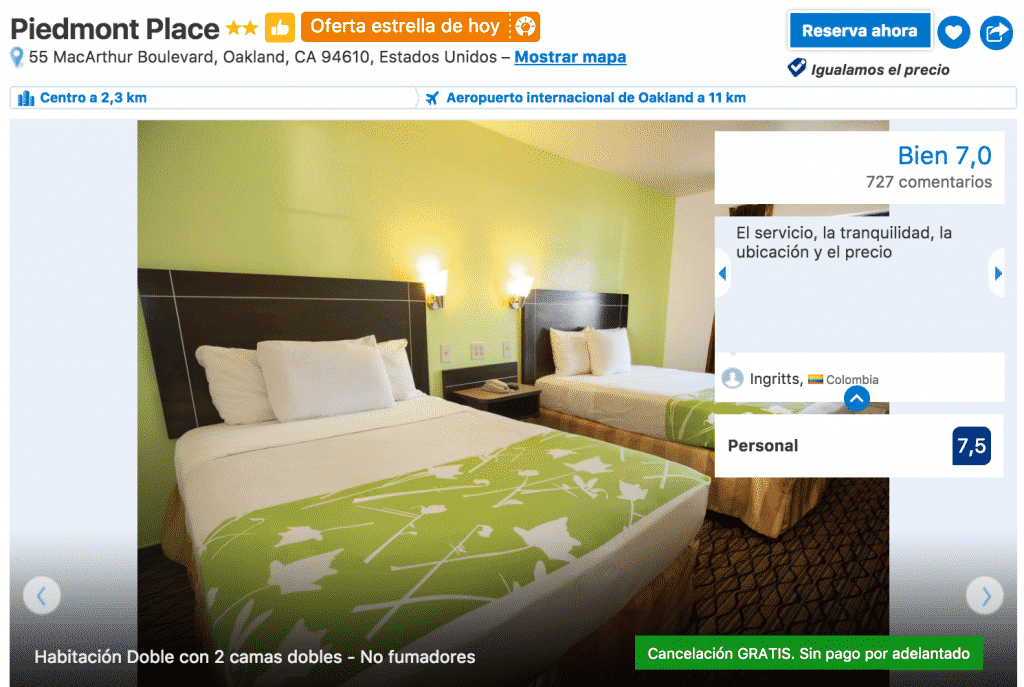 Piedmont Place
Oferta estrella de hoy
Reserva ahora
55 MacArthur Boulevard, Oakland, CA 94610, Estados Unidos – Mostrar mapa
Igualamos el precio
Centro a 2,3 km
Aeropuerto internacional de Oakland a 11 km
Bien 7,0
727 comentarios
El servicio, la tranquilidad, la
ubicación y el precio
Ingritts, Colombia
Personal 7,5
Habitación Doble con 2 camas dobles - No fumadores
Cancelación GRATIS. Sin pago por adelantado